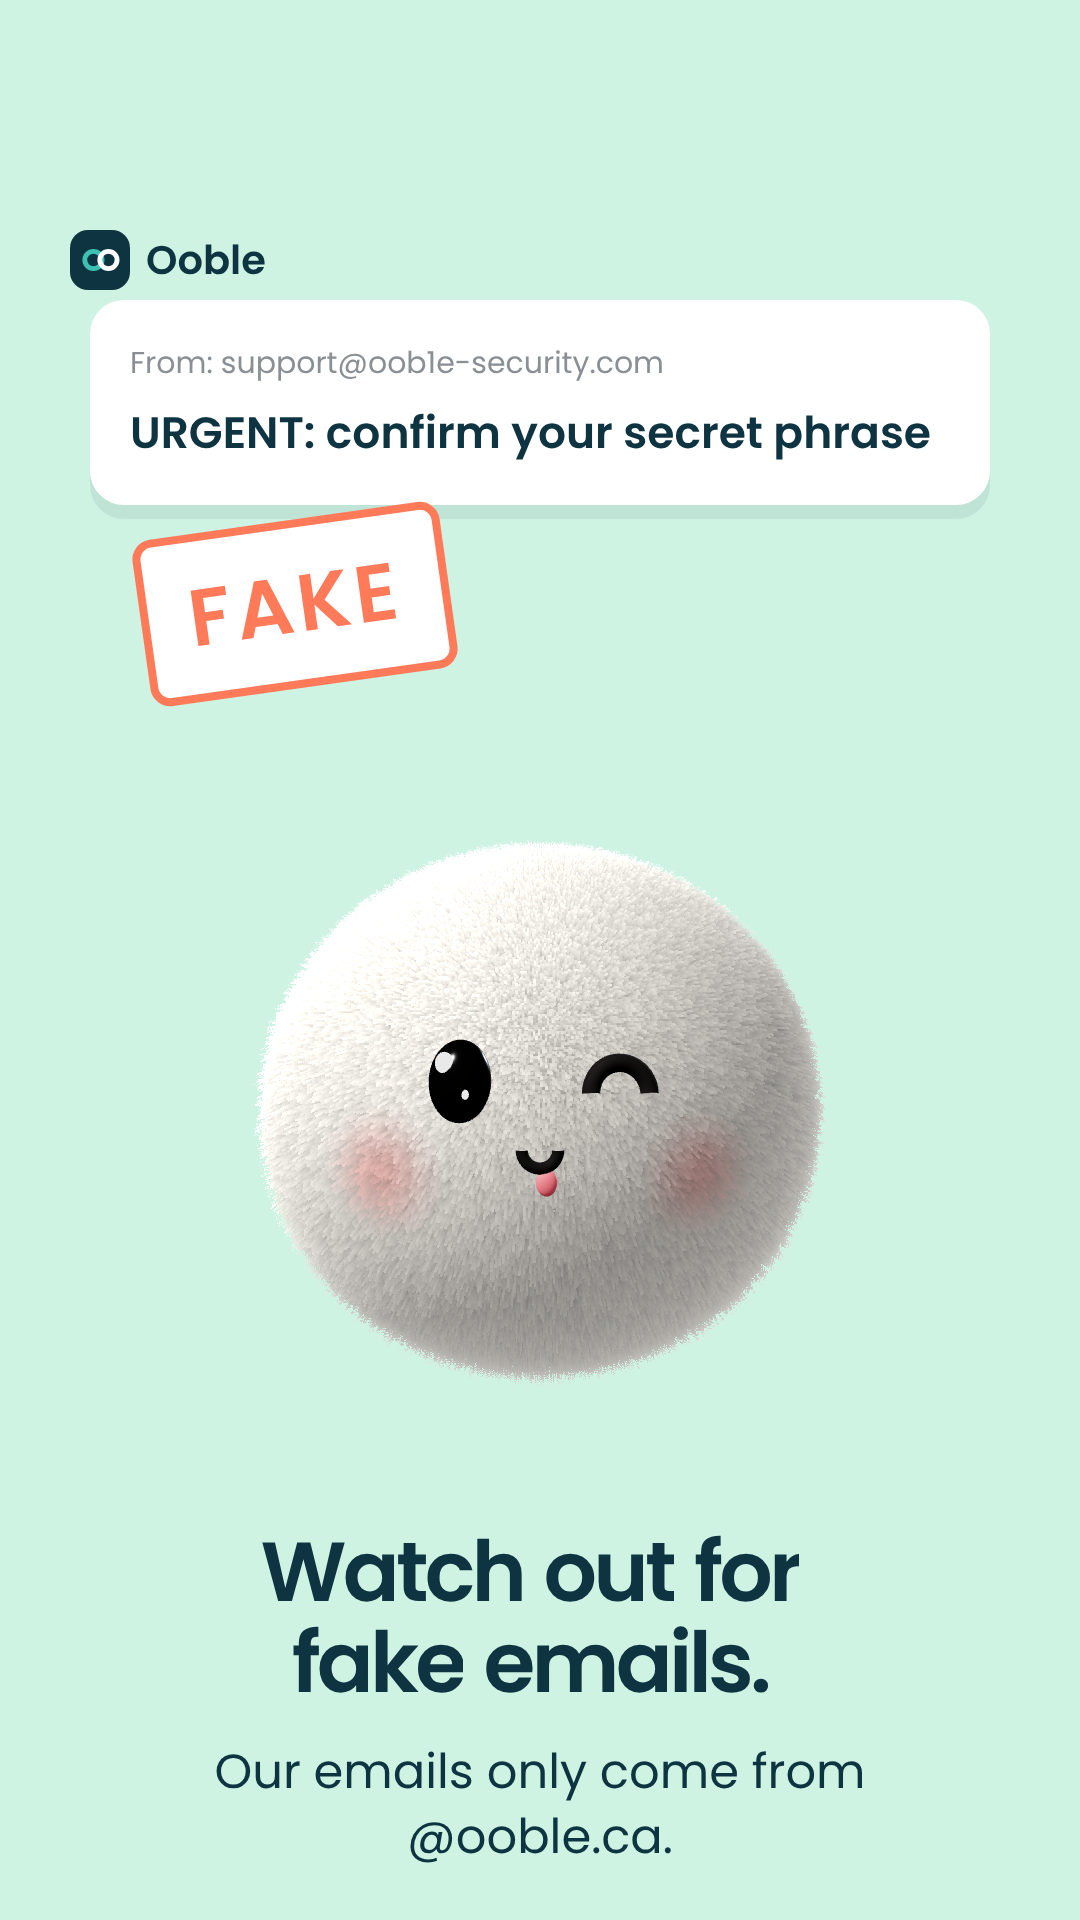 Ooble
From: support@oob1e-security.com
URGENT: confirm your secret phrase
FAKE
Watch out for
fake emails.
Our emails only come from
@ooble.ca.